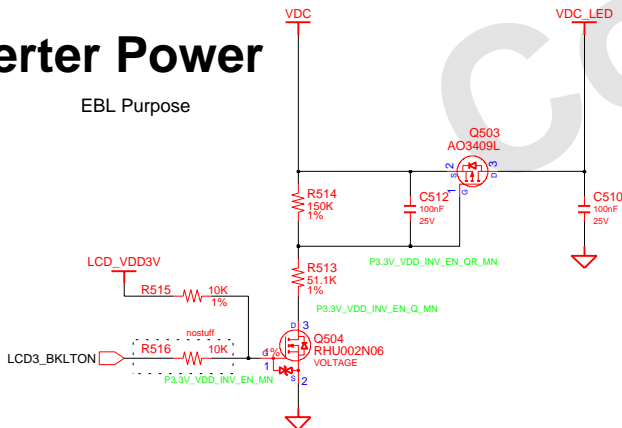 VDC
VDC_LED
erter Power
EBL Purpose
Q503
AO3409L
2
S
D
3
1
G
R514
150K
1%
C512
100nF
25V
C510
100nF
25V
P3.3V_VDD_INV_EN_QR_MN
LCD_VDD3V
R513
51.1K
1%
R515
10K
1%
P3.3V_VDD_INV_EN_Q_MN
nostuff
D
3
Q504
RHU002N06
VOLTAGE
LCD3_BKLTON
R516
10K
1%
G
1
S
2
P3.3V_VDD_INV_EN_MN